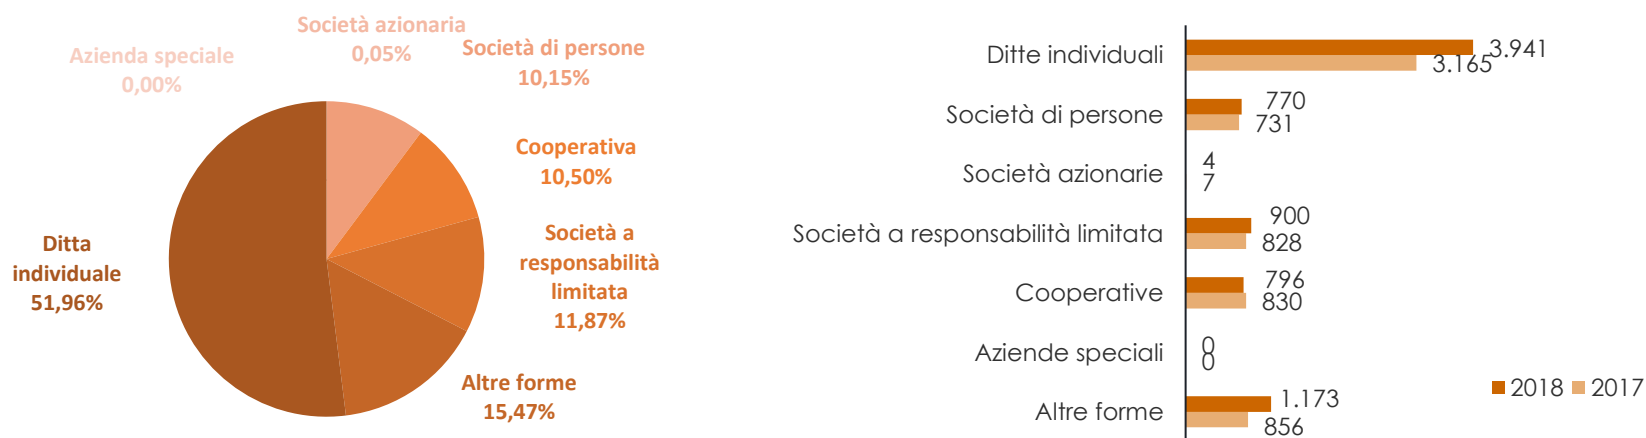 Società azionaria
0,05%
Azienda speciale
0,00%
Società di persone
10,15%
Cooperativa
10,50%
Società a
responsabilità
limitata
11,87%
Ditta
individuale
51,96%
Altre forme
15,47%
Ditte individuali
3.941
3.165
Società di persone
770
731
Società azionarie
4
7
Società a responsabilità limitata
900
828
Cooperative
796
830
Aziende speciali
0
0
Altre forme
1.173
856
2018 2017